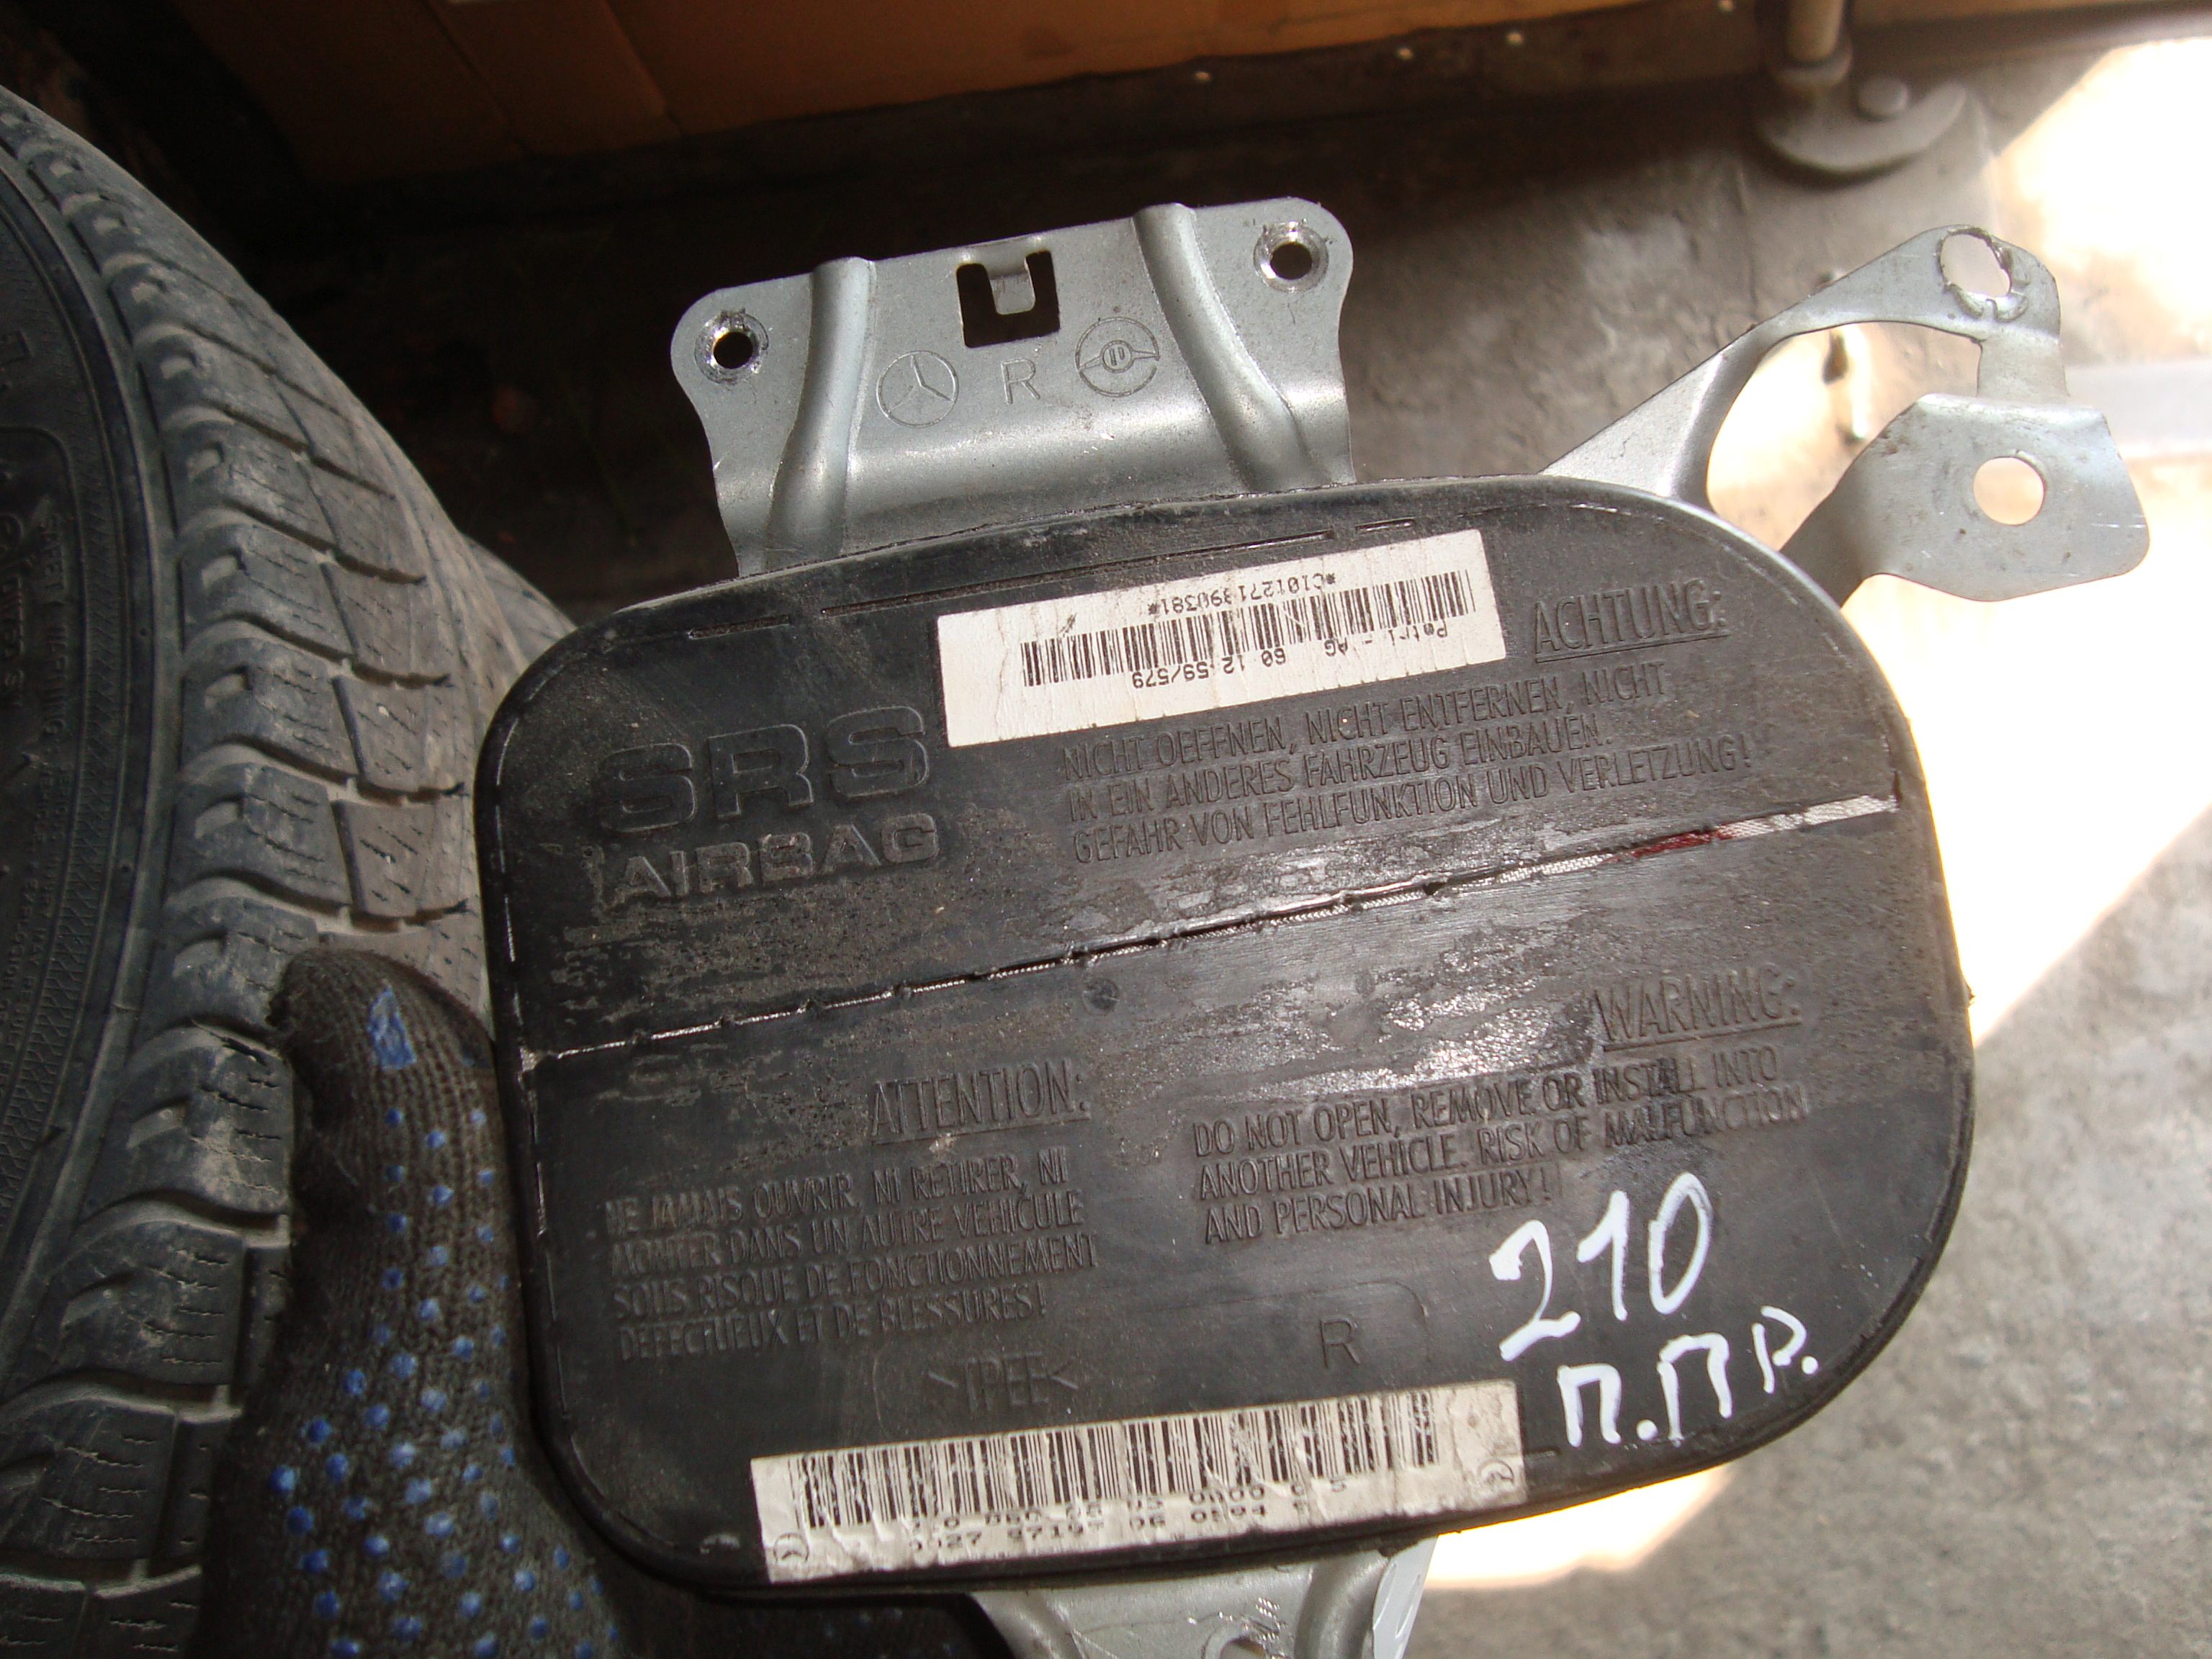 R
*C10127189Ø381*
Petri - AG
60 12 59/579
ACHTUNG:
NICHT OEFFNEN, NICHT ENTFERNEN, NICHT
IN EIN ANDERES FAHRZEUG EINBAUEN.
GEFAHR VON FEHLFUNKTION UND VERLETZUNG!
SRS
AIRBAG
WARNING:
DO NOT OPEN, REMOVE OR INSTALL INTO
ANOTHER VEHICLE. RISK OF MALFUNCTION
AND PERSONAL INJURY!
ATTENTION:
NE JAMAIS OUVRIR, NI RETIRER, NI
MONTER DANS UN AUTRE VEHICULE
SOUS RISQUE DE FONCTIONNEMENT
DEFECTUEUX ET DE BLESSURES!
R
210
П.ПР.